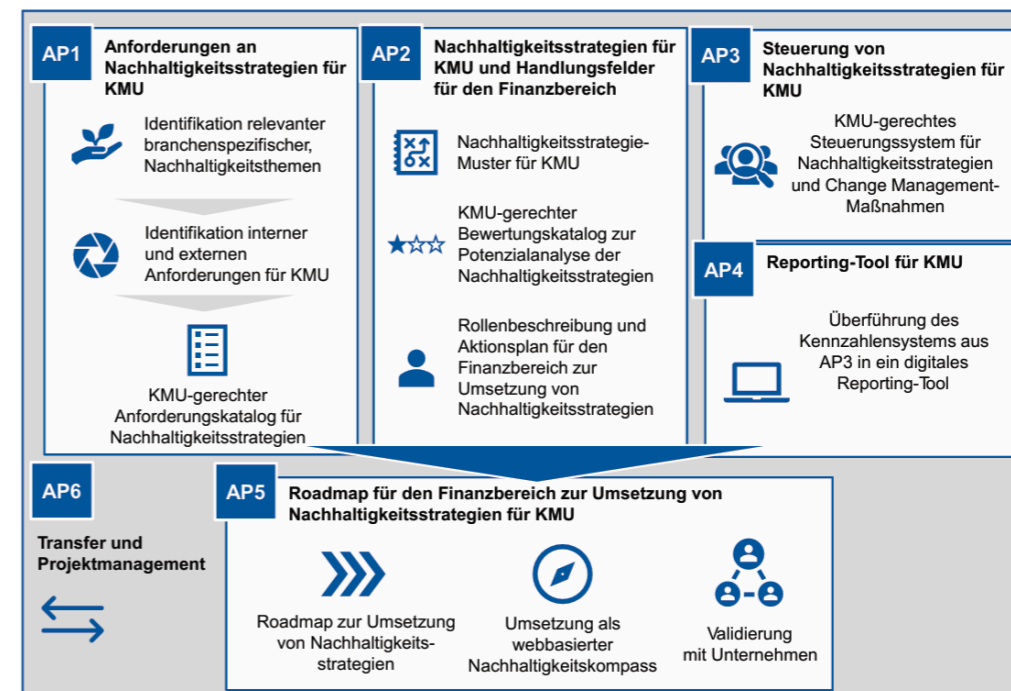 AP1
Anforderungen an
Nachhaltigkeitsstrategien für
KMU
Identifikation relevanter
branchenspezifischer,
Nachhaltigkeitsthemen
Identifikation interner
und externen
Anforderungen für KMU
KMU-gerechter
Anforderungskatalog für
Nachhaltigkeitsstrategien
AP2
Nachhaltigkeitsstrategien für
KMU und Handlungsfelder
für den Finanzbereich
Nachhaltigkeitsstrategie-
Muster für KMU
KMU-gerechter
Bewertungskatalog zur
Potenzialanalyse der
Nachhaltigkeitsstrategien
Rollenbeschreibung und
Aktionsplan für den
Finanzbereich zur
Umsetzung von
Nachhaltigkeitsstrategien
AP3
Steuerung von
Nachhaltigkeitsstrategien für
KMU
KMU-gerechtes
Steuerungssystem für
Nachhaltigkeitsstrategien
und Change Management-
Maßnahmen
AP4
Reporting-Tool für KMU
Überführung des
Kennzahlensystems aus
AP3 in ein digitales
Reporting-Tool
AP6
Transfer und
Projektmanagement
AP5
Roadmap für den Finanzbereich zur Umsetzung von
Nachhaltigkeitsstrategien für KMU
Roadmap zur Umsetzung
von Nachhaltigkeits-
strategien
Umsetzung als
webbasierter
Nachhaltigkeitskompass
Validierung
mit Unternehmen